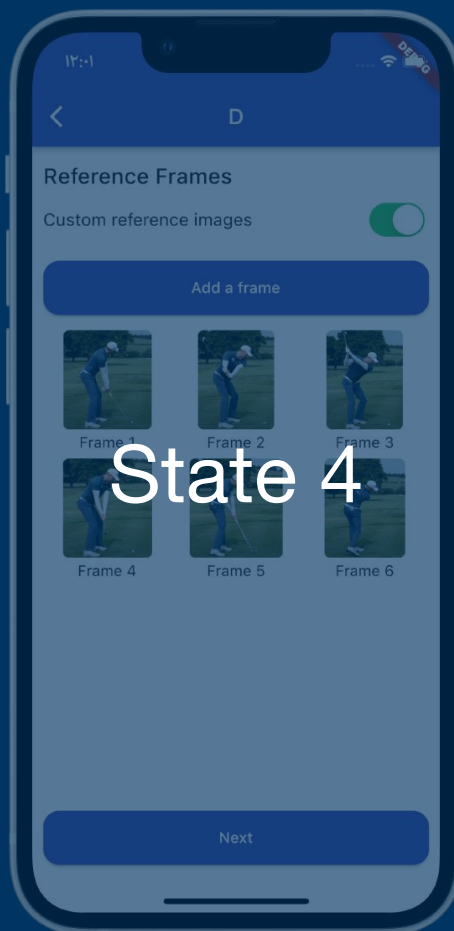 ۱۲:۰۱
DEBUG
D
Reference Frames
Custom reference images
Add a frame
Frame 1 Frame 2 Frame 3
State 4
Frame 4 Frame 5 Frame 6
Next